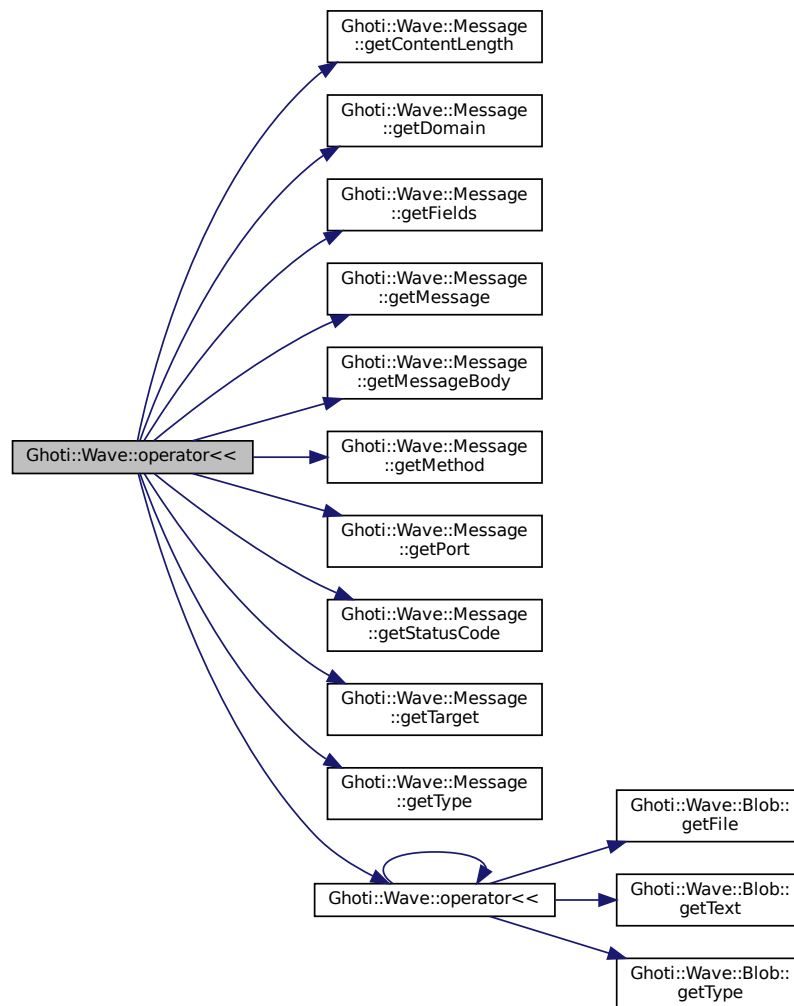 Ghoti::Wave::Message
::getContentLength
Ghoti::Wave::Message
::getDomain
Ghoti::Wave::Message
::getFields
Ghoti::Wave::Message
::getMessage
Ghoti::Wave::Message
::getMessageBody
Ghoti::Wave::operator<<
Ghoti::Wave::Message
::getMethod
Ghoti::Wave::Message
::getPort
Ghoti::Wave::Message
::getStatusCode
Ghoti::Wave::Message
::getTarget
Ghoti::Wave::Message
::getType
Ghoti::Wave::Blob::
getFile
Ghoti::Wave::operator<<
Ghoti::Wave::Blob::
getText
Ghoti::Wave::Blob::
getType